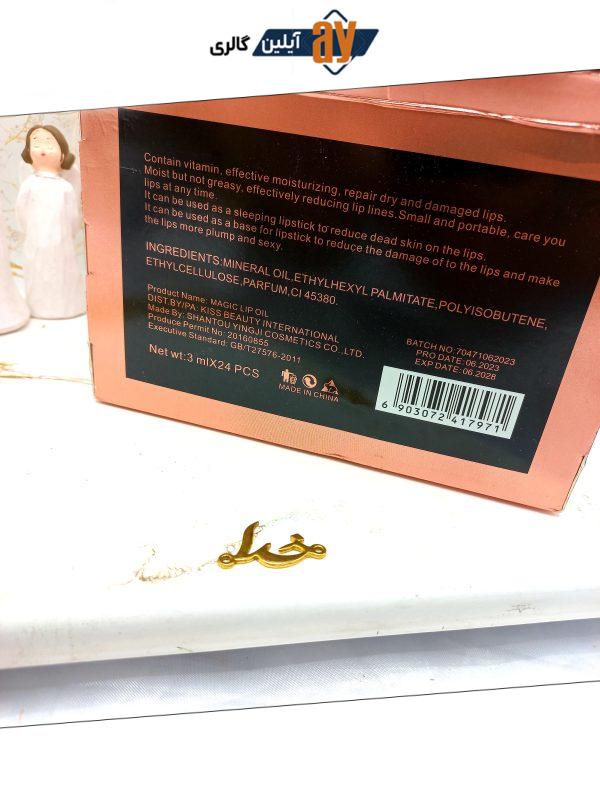 آیلین گالری ay
Contain vitamin, effective moisturizing, repair dry and damaged lips.
Moist but not greasy, effectively reducing lip lines.Small and portable, care you
lips at any time.
It can be used as a sleeping lipstick to reduce dead skin on the lips.
It can be used as a base for lipstick to reduce the damage of to the lips and make
the lips more plump and sexy.
INGREDIENTS:MINERAL OIL,ETHYLHEXYL PALMITATE,POLYISOBUTENE,
ETHYLCELLULOSE,PARFUM,CI 45380.
Product Name: MAGIC LIP OIL
DIST.BY/PA: KISS BEAUTY INTERNATIONAL
Made By: SHANTOU YINGJI COSMETICS CO.,LTD.
Produce Permit No: 20160855
Executive Standard: GB/T27576-2011
Net wt:3 mlX24 PCS
MADE IN CHINA
BATCH NO:70471062023
PRO DATE:06.2023
EXP DATE:06.2028
6 903072 417971
خدا